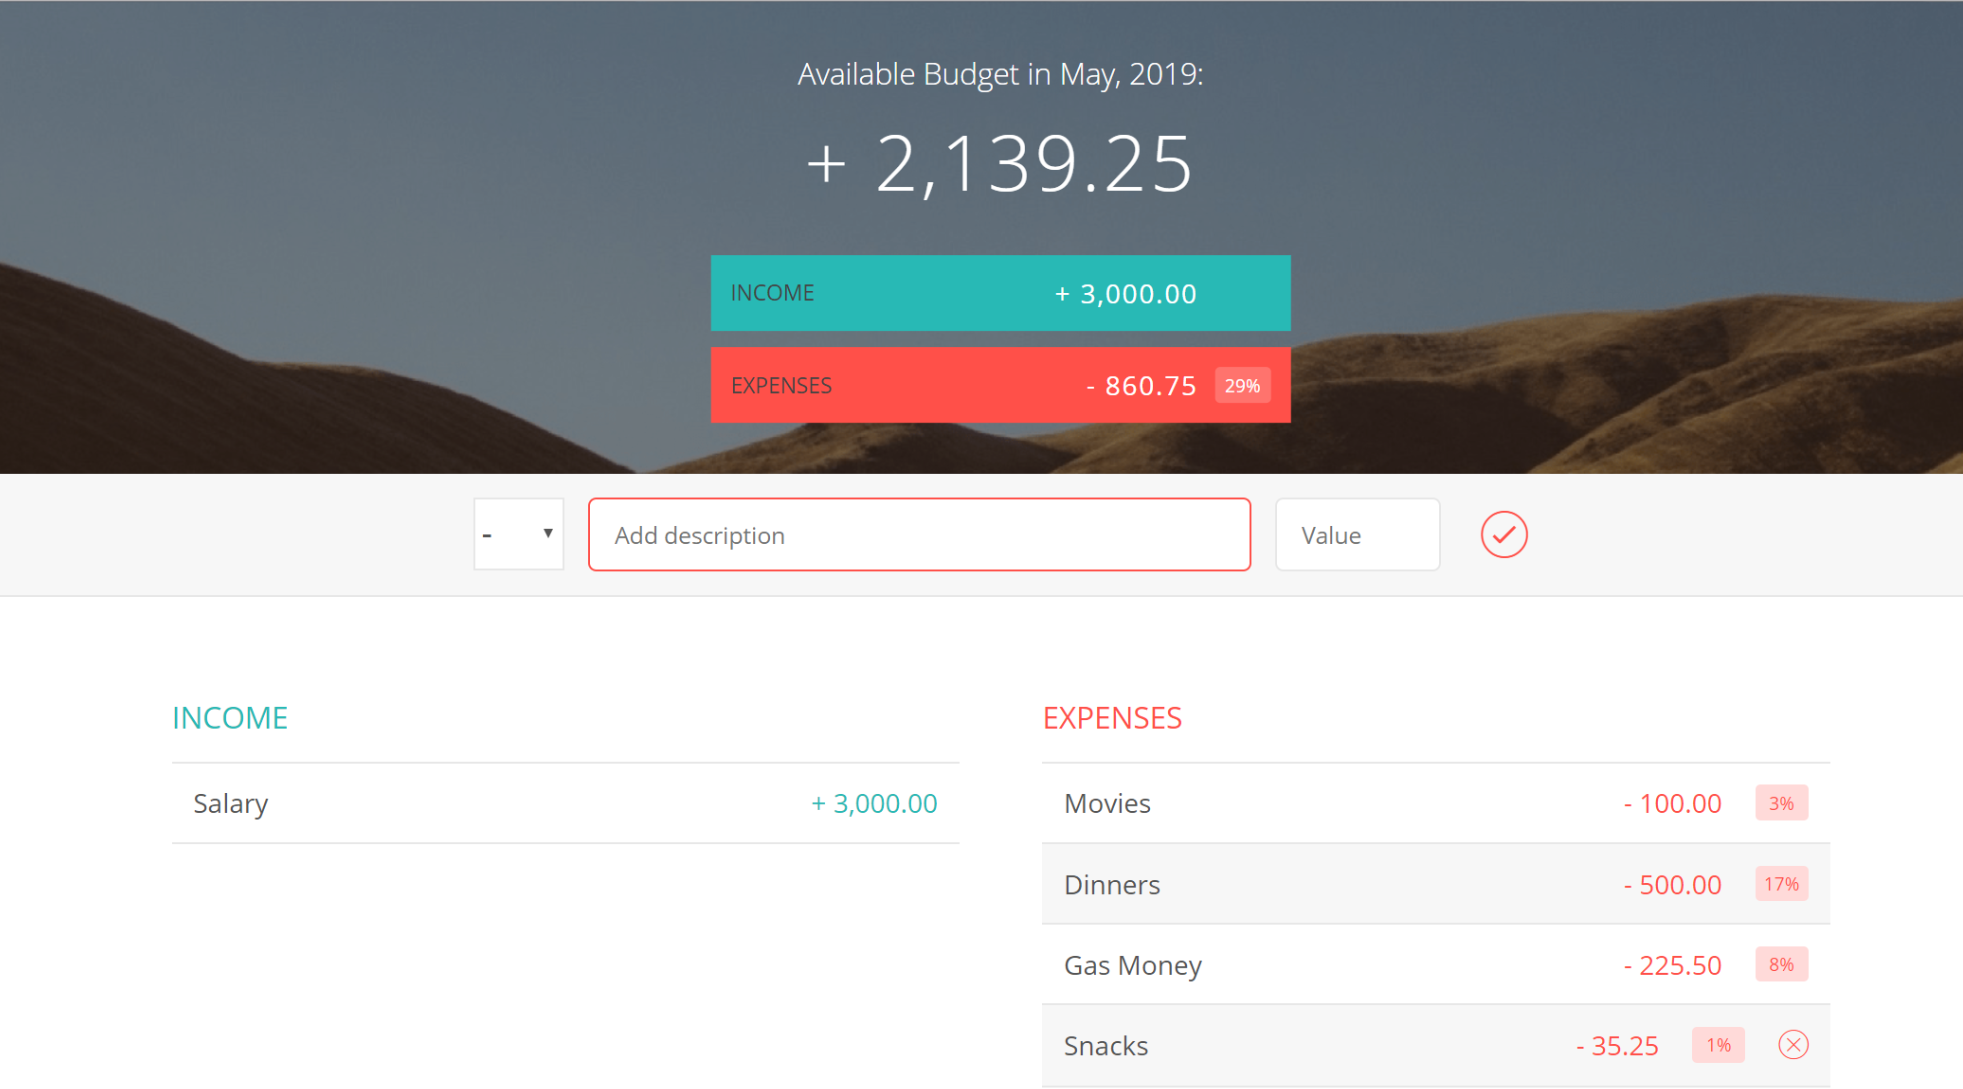 Available Budget in May, 2019:
+ 2,139.25
INCOME + 3,000.00
EXPENSES - 860.75 29%
- Add description Value
INCOME
Salary + 3,000.00
EXPENSES
Movies - 100.00 3%
Dinners - 500.00 17%
Gas Money - 225.50 8%
Snacks - 35.25 1%